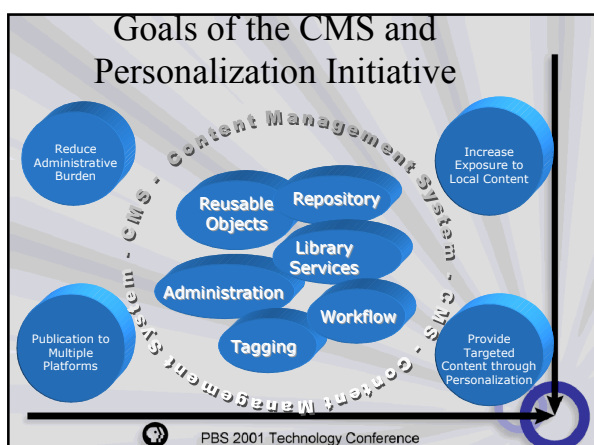 Goals of the CMS and
Personalization Initiative
Reduce
Administrative
Burden
Increase
Exposure to
Local Content
CMS - Content Management System - CMS - Content Management System -
Reusable
Objects
Repository
Library
Services
Administration
Workflow
Tagging
Publication to
Multiple
Platforms
Provide
Targeted
Content through
Personalization
PBS 2001 Technology Conference